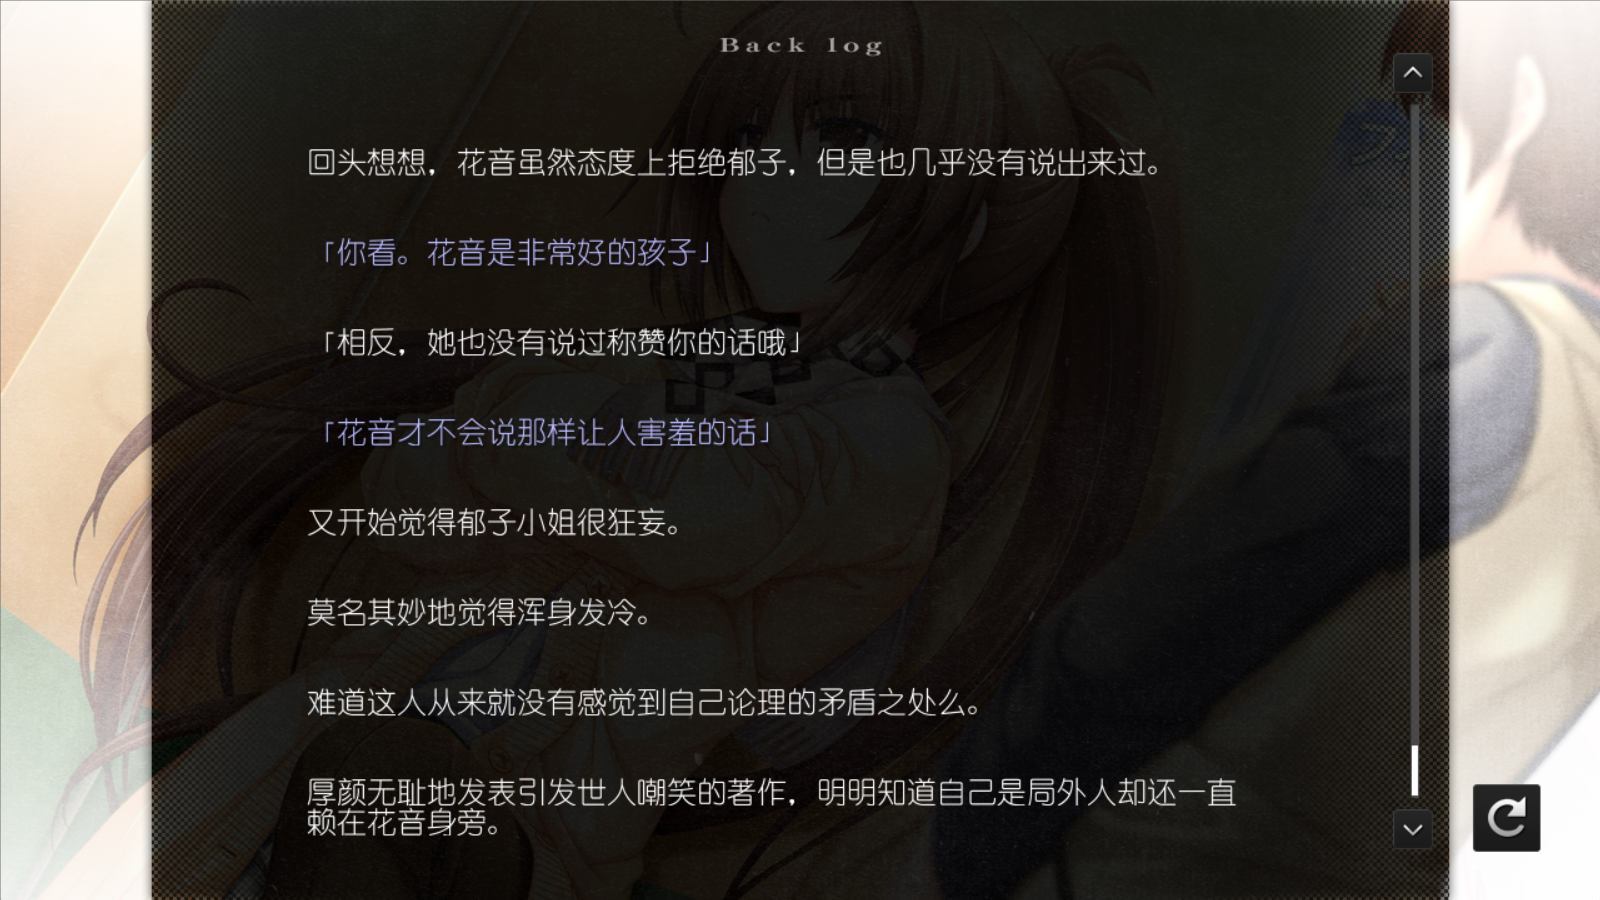 Back log
回头想想，花音虽然态度上拒绝郁子，但是也几乎没有说出来过。
「你看。花音是非常好的孩子」
「相反，她也没有说过称赞你的话哦」
「花音才不会说那样让人害羞的话」
又开始觉得郁子小姐很狂妄。
莫名其妙地觉得浑身发冷。
难道这人从来就没有感觉到自己论理的矛盾之处么。
厚颜无耻地发表引发世人嘲笑的著作，明明知道自己是局外人却还一直
赖在花音身旁。